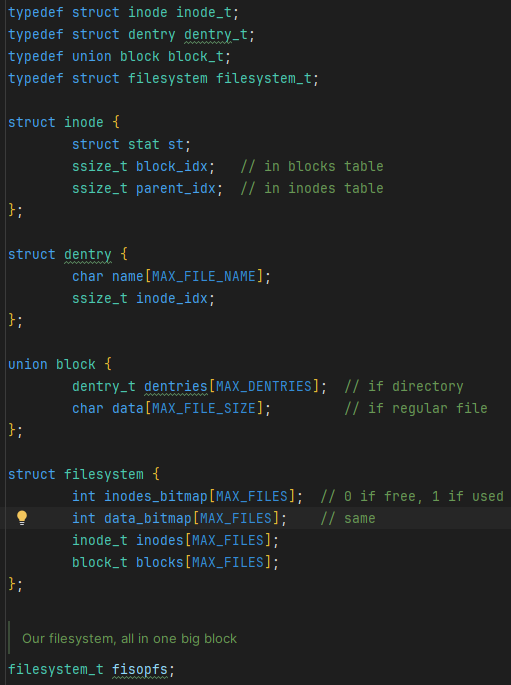 typedef struct inode inode_t;
typedef struct dentry dentry_t;
typedef union block block_t;
typedef struct filesystem filesystem_t;
struct inode {
struct stat st;
ssize_t block_idx;   // in blocks table
ssize_t parent_idx;  // in inodes table
};
struct dentry {
char name[MAX_FILE_NAME];
ssize_t inode_idx;
};
union block {
dentry_t dentries[MAX_DENTRIES];  // if directory
char data[MAX_FILE_SIZE];         // if regular file
};
struct filesystem {
int inodes_bitmap[MAX_FILES];  // 0 if free, 1 if used
int data_bitmap[MAX_FILES];    // same
inode_t inodes[MAX_FILES];
block_t blocks[MAX_FILES];
};
Our filesystem, all in one big block
filesystem_t fisopfs;